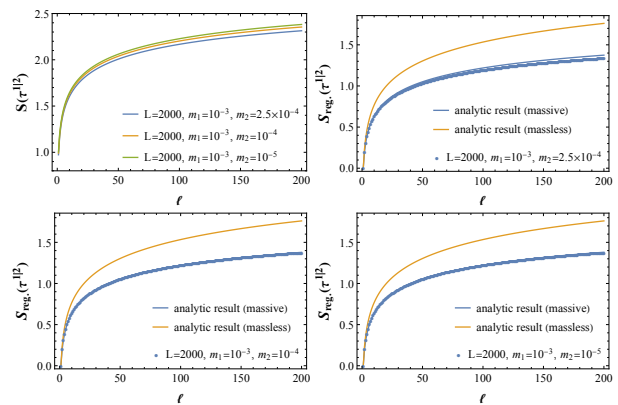 2.5
2.0
1.5
1.0
S(τ^{1|2})
L=2000, m₁=10⁻³, m₂=2.5×10⁻⁴
L=2000, m₁=10⁻³, m₂=10⁻⁴
L=2000, m₁=10⁻³, m₂=10⁻⁵
0 50 100 150 200
ℓ
1.5
1.0
0.5
0.0
S_{reg.}(τ^{1|2})
analytic result (massive)
analytic result (massless)
L=2000, m₁=10⁻³, m₂=2.5×10⁻⁴
0 50 100 150 200
ℓ
1.5
1.0
0.5
0.0
S_{reg.}(τ^{1|2})
analytic result (massive)
analytic result (massless)
L=2000, m₁=10⁻³, m₂=10⁻⁴
0 50 100 150 200
ℓ
1.5
1.0
0.5
0.0
S_{reg.}(τ^{1|2})
analytic result (massive)
analytic result (massless)
L=2000, m₁=10⁻³, m₂=10⁻⁵
0 50 100 150 200
ℓ